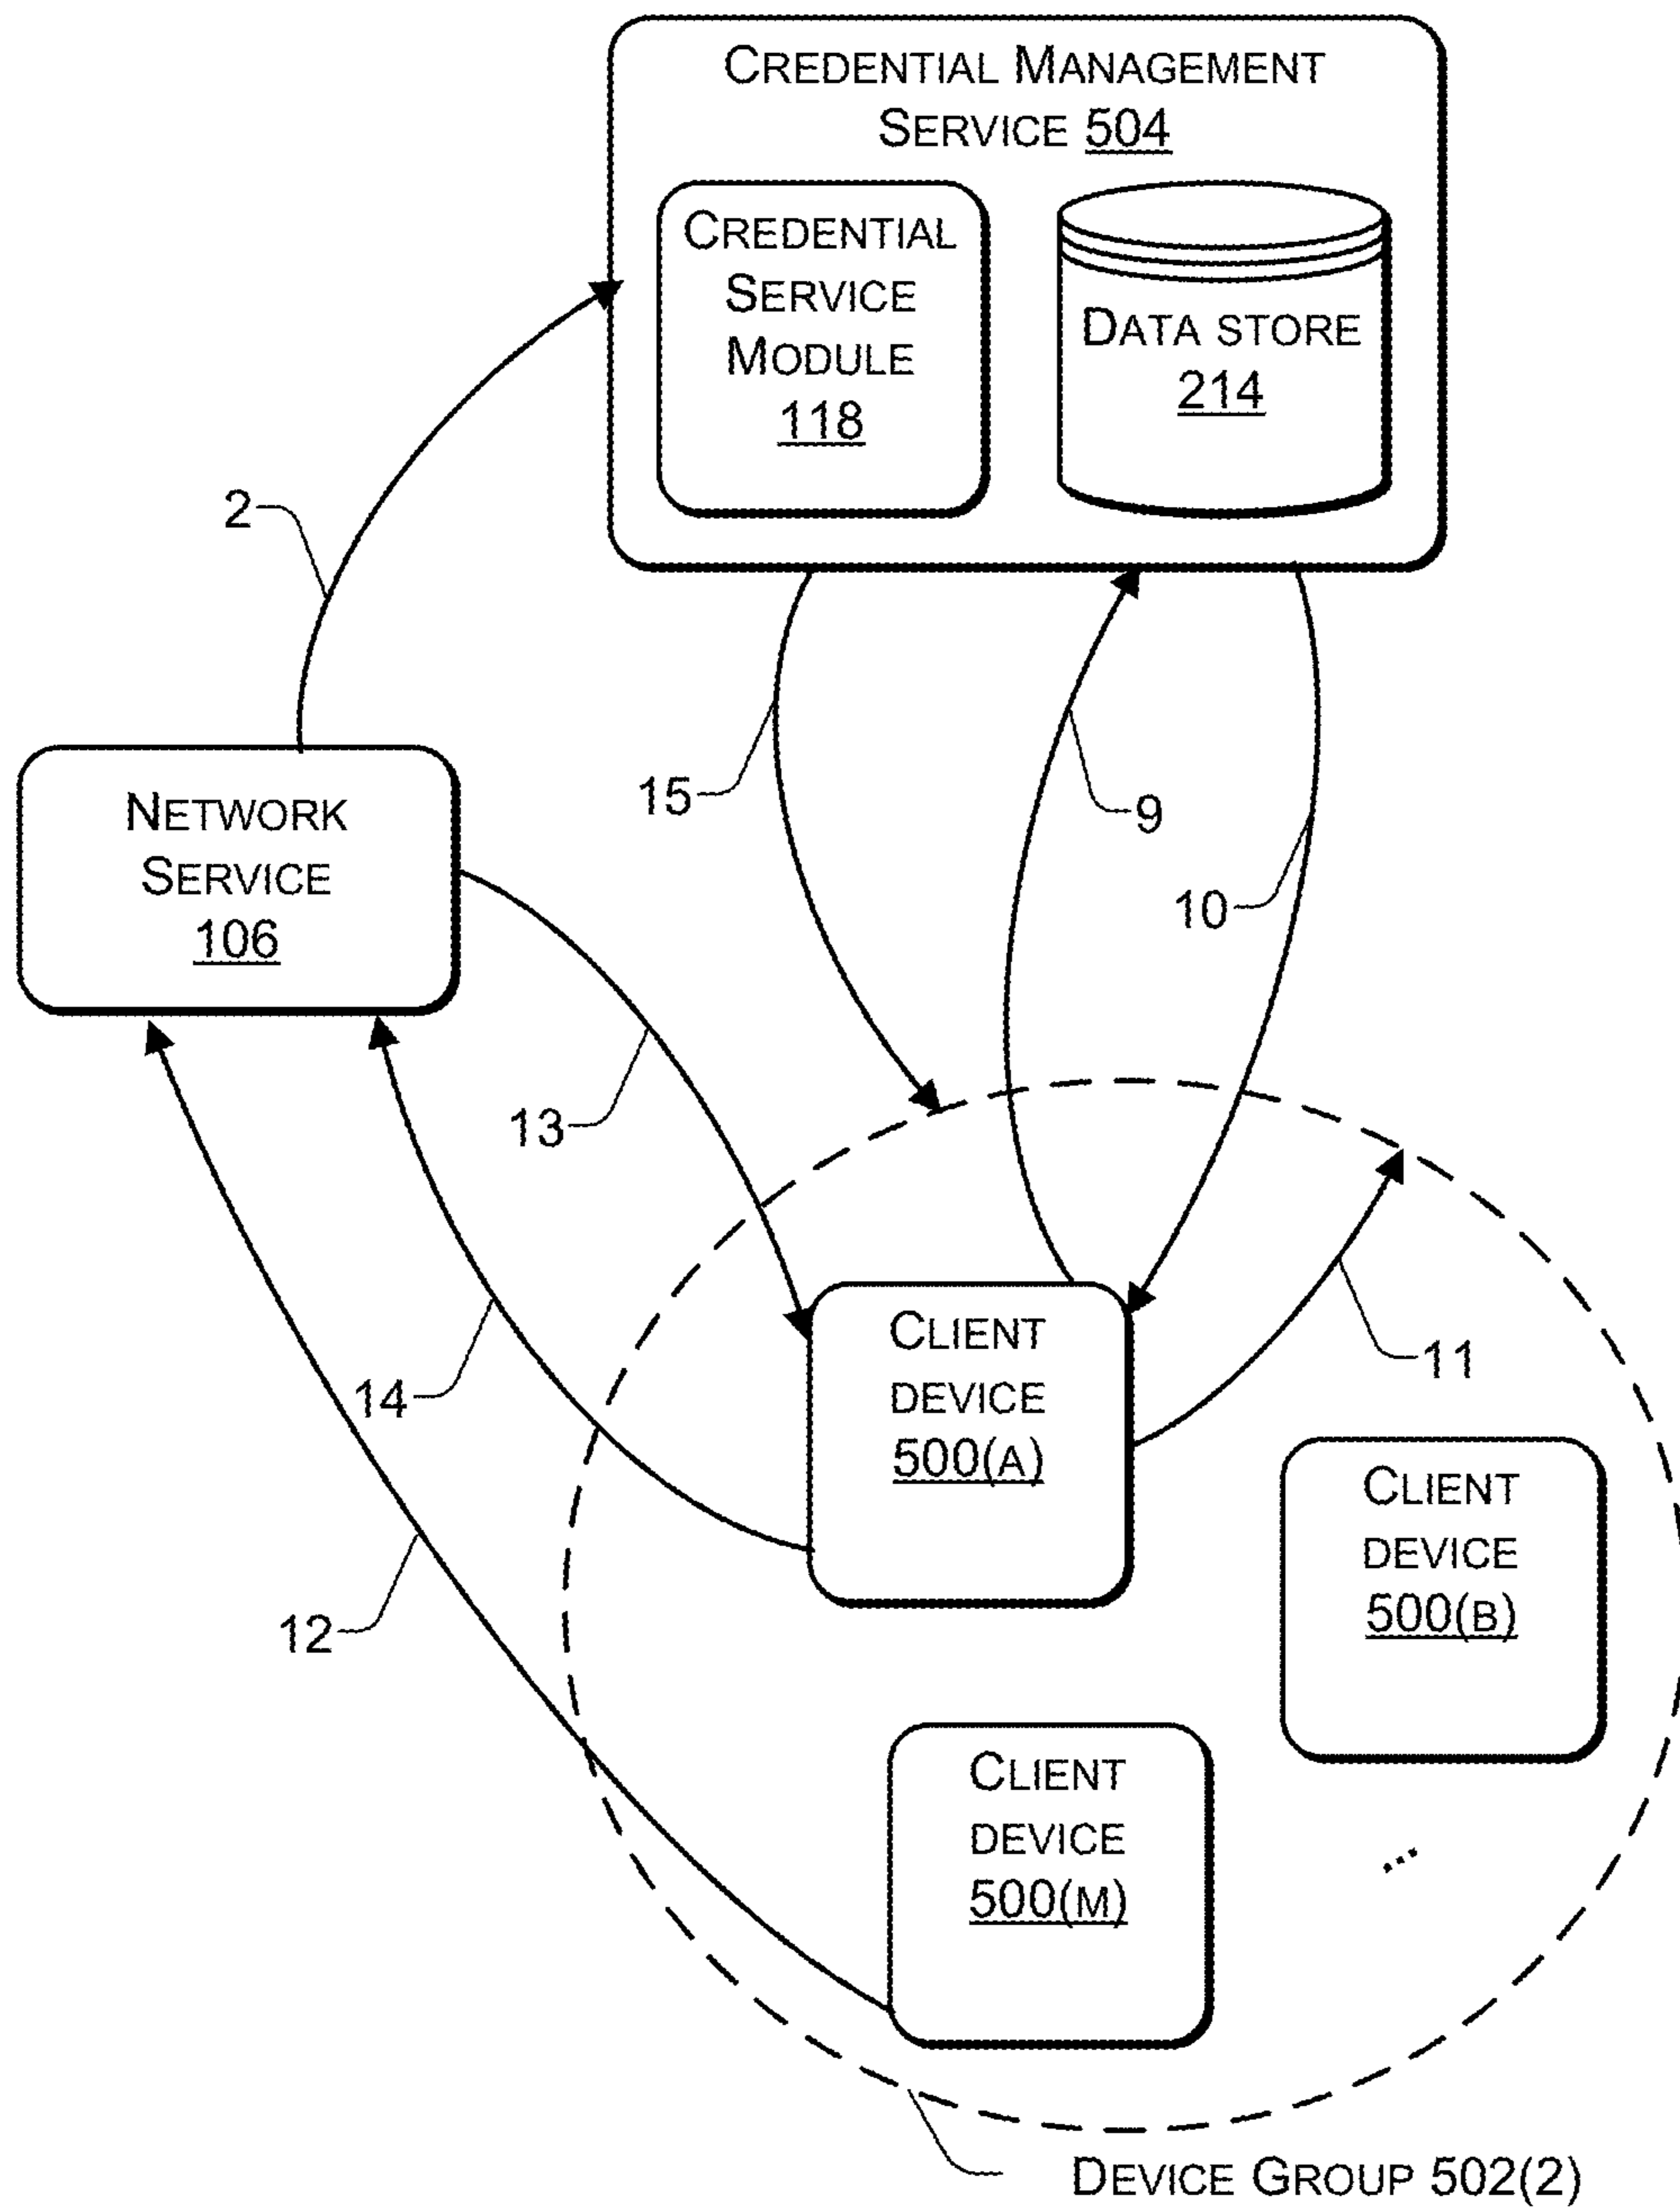 CREDENTIAL MANAGEMENT
SERVICE 504
CREDENTIAL
SERVICE
MODULE
118
DATA STORE
214
2
15
9
10
NETWORK
SERVICE
106
13
14
12
11
CLIENT
DEVICE
500(A)
CLIENT
DEVICE
500(B)
CLIENT
DEVICE
500(M)
...
DEVICE GROUP 502(2)